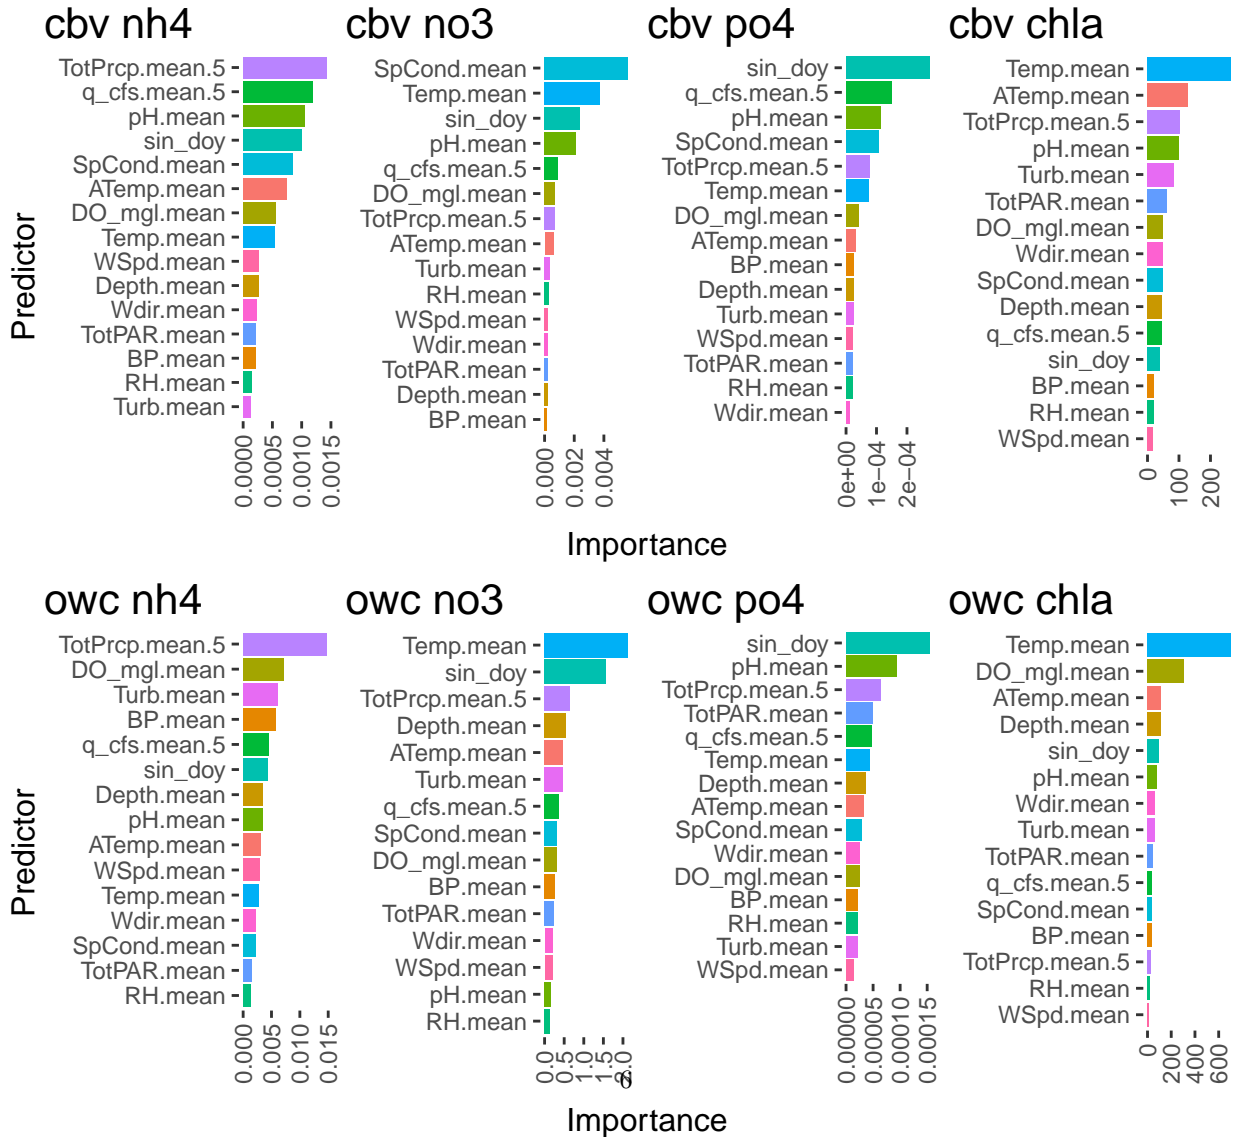 cbv nh4
TotPrcp.mean.5
q_cfs.mean.5
pH.mean
sin_doy
SpCond.mean
ATemp.mean
DO_mgl.mean
Temp.mean
WSpd.mean
Depth.mean
Wdir.mean
TotPAR.mean
BP.mean
RH.mean
Turb.mean
0.0000
0.0005
0.0010
0.0015
cbv no3
SpCond.mean
Temp.mean
sin_doy
pH.mean
q_cfs.mean.5
DO_mgl.mean
TotPrcp.mean.5
ATemp.mean
Turb.mean
RH.mean
WSpd.mean
Wdir.mean
TotPAR.mean
Depth.mean
BP.mean
0.000
0.002
0.004
cbv po4
sin_doy
q_cfs.mean.5
pH.mean
SpCond.mean
TotPrcp.mean.5
Temp.mean
DO_mgl.mean
ATemp.mean
BP.mean
Depth.mean
Turb.mean
WSpd.mean
TotPAR.mean
RH.mean
Wdir.mean
0e+00
1e-04
2e-04
cbv chla
Temp.mean
ATemp.mean
TotPrcp.mean.5
pH.mean
Turb.mean
TotPAR.mean
DO_mgl.mean
Wdir.mean
SpCond.mean
Depth.mean
q_cfs.mean.5
sin_doy
BP.mean
RH.mean
WSpd.mean
0
100
200
Predictor
Importance
owc nh4
TotPrcp.mean.5
DO_mgl.mean
Turb.mean
BP.mean
q_cfs.mean.5
sin_doy
Depth.mean
pH.mean
ATemp.mean
WSpd.mean
Temp.mean
Wdir.mean
SpCond.mean
TotPAR.mean
RH.mean
0.000
0.005
0.010
0.015
owc no3
Temp.mean
sin_doy
TotPrcp.mean.5
Depth.mean
ATemp.mean
Turb.mean
q_cfs.mean.5
SpCond.mean
DO_mgl.mean
BP.mean
TotPAR.mean
Wdir.mean
WSpd.mean
pH.mean
RH.mean
0.0
0.5
1.0
1.5
2.0
6
owc po4
sin_doy
pH.mean
TotPrcp.mean.5
TotPAR.mean
q_cfs.mean.5
Temp.mean
Depth.mean
ATemp.mean
SpCond.mean
Wdir.mean
DO_mgl.mean
BP.mean
RH.mean
Turb.mean
WSpd.mean
0.00000
0.00005
0.00010
0.00015
owc chla
Temp.mean
DO_mgl.mean
ATemp.mean
Depth.mean
sin_doy
pH.mean
Wdir.mean
Turb.mean
TotPAR.mean
q_cfs.mean.5
SpCond.mean
BP.mean
TotPrcp.mean.5
RH.mean
WSpd.mean
0
200
400
600
Predictor
Importance